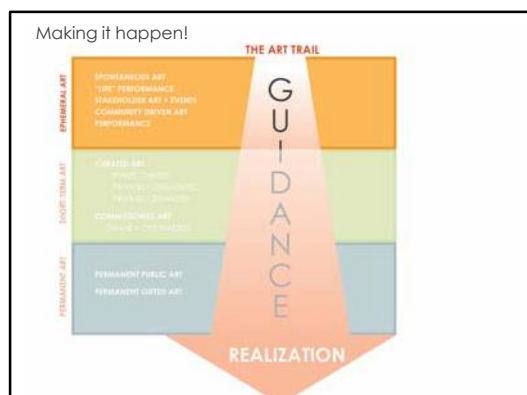 Making it happen!
THE ART TRAIL
EPHEMERAL ART
SPONTANEOUS ART
"LIFE" PERFORMANCE
STAKEHOLDER ART + EVENTS
COMMUNITY DRIVEN ART
PERFORMANCE
SHORT-TERM ART
CURATED ART
COMMISSIONED ART
PERMANENT ART
PERMANENT PUBLIC ART
PERMANENT GIFTED ART
GUIDANCE
REALIZATION